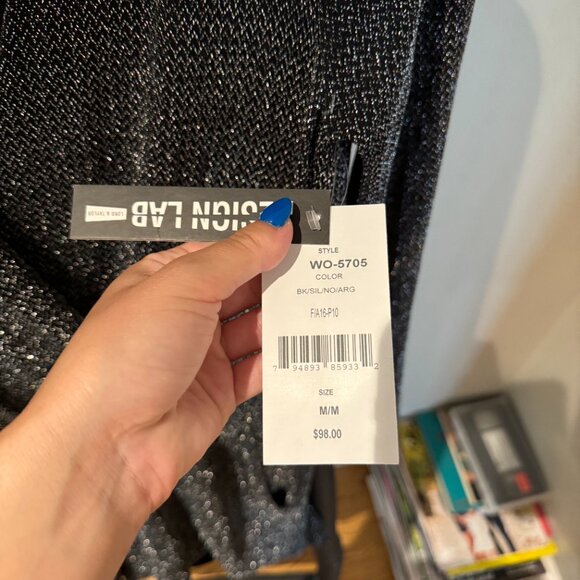 LORD & TAYLOR
SIGN LAB
STYLE
WO-5705
COLOR
BK/SIL/NO/ARG
F/A16-P10
7 94893 85933 2
SIZE
M/M
$98.00